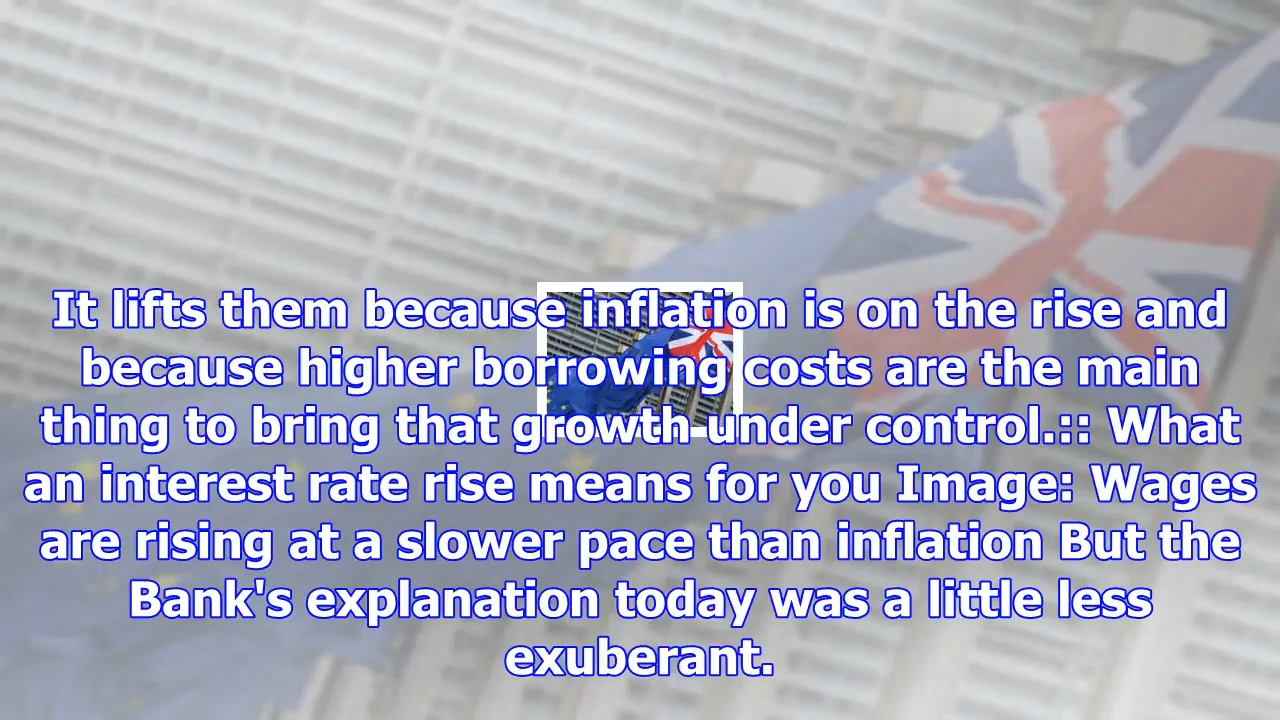 It lifts them because inflation is on the rise and
because higher borrowing costs are the main
thing to bring that growth under control.:: What
an interest rate rise means for you Image: Wages
are rising at a slower pace than inflation But the
Bank's explanation today was a little less
exuberant.